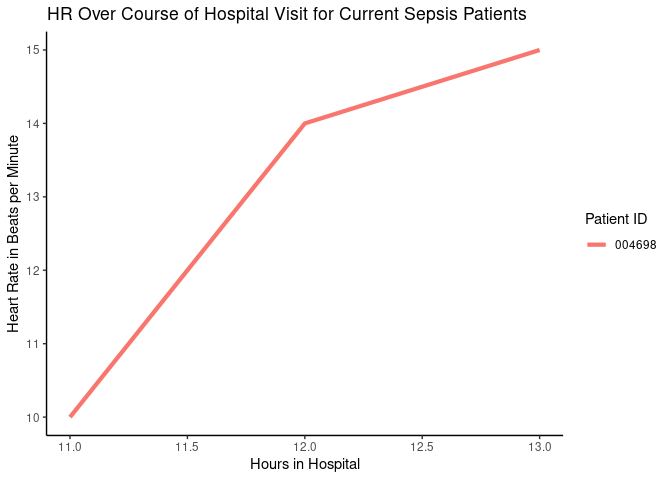 HR Over Course of Hospital Visit for Current Sepsis Patients
Heart Rate in Beats per Minute
15
14
13
12
11
10
11.0 11.5 12.0 12.5 13.0
Hours in Hospital
Patient ID
004698